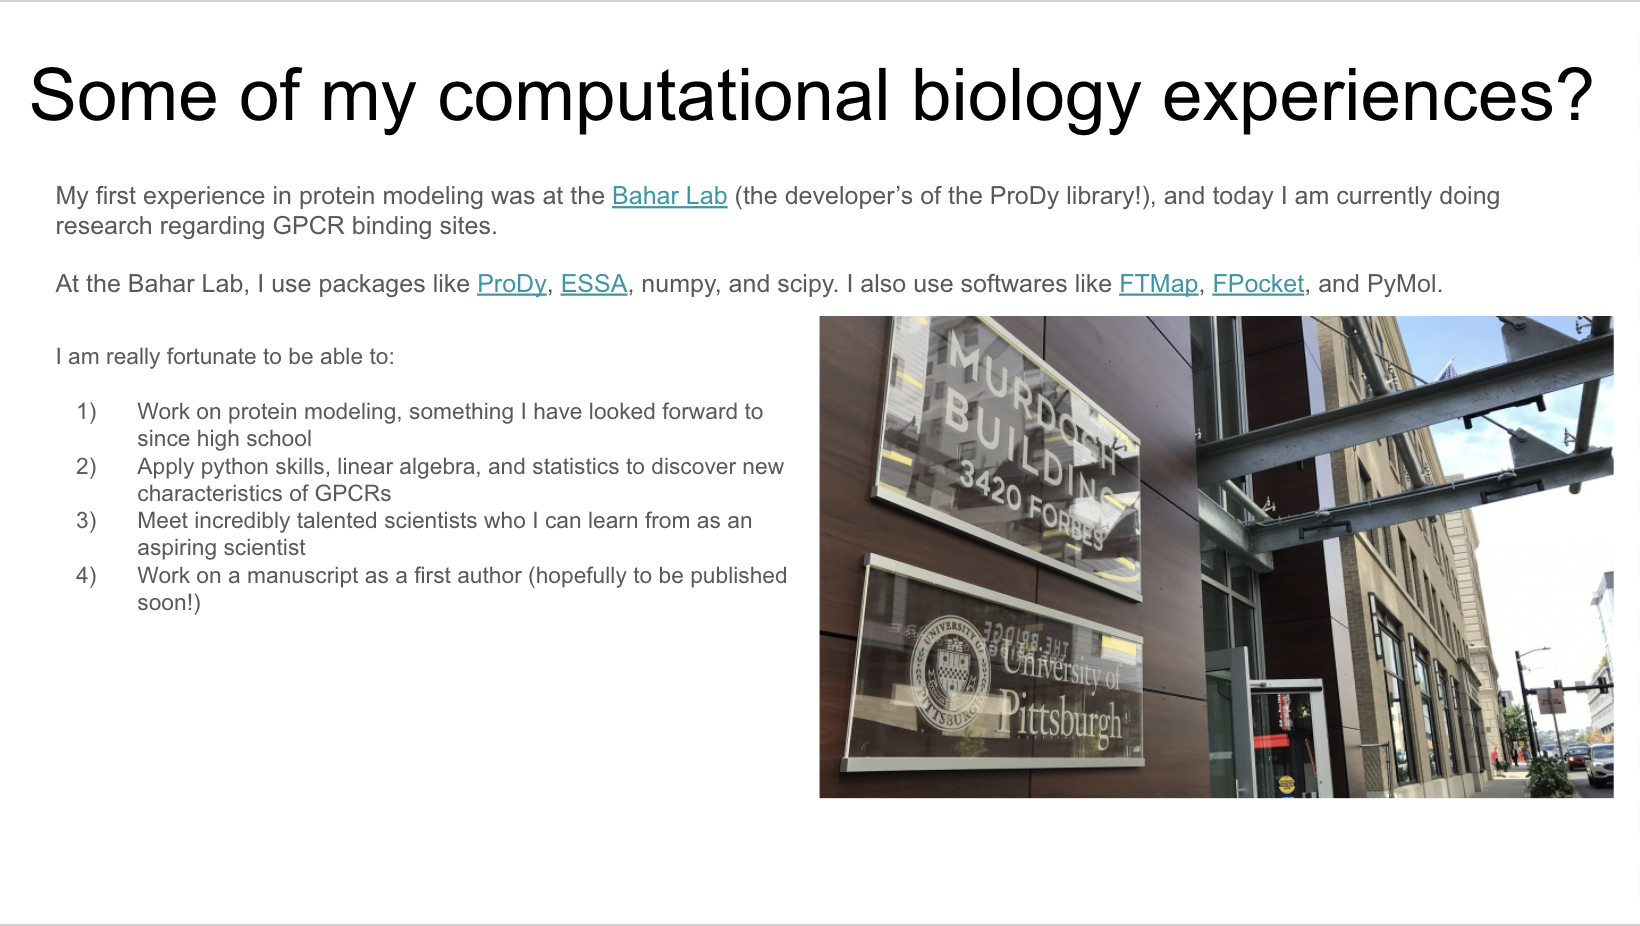 Some of my computational biology experiences?
My first experience in protein modeling was at the Bahar Lab (the developer’s of the ProDy library!), and today I am currently doing
research regarding GPCR binding sites.
At the Bahar Lab, I use packages like ProDy, ESSA, numpy, and scipy. I also use softwares like FTMap, FPocket, and PyMol.
I am really fortunate to be able to:
1) Work on protein modeling, something I have looked forward to
since high school
2) Apply python skills, linear algebra, and statistics to discover new
characteristics of GPCRs
3) Meet incredibly talented scientists who I can learn from as an
aspiring scientist
4) Work on a manuscript as a first author (hopefully to be published
soon!)
MURDOCH
BUILDING
3420 FORBES
UNIVERSITY OF
PITTSBURGH
THE BRIDGE
University of
Pittsburgh